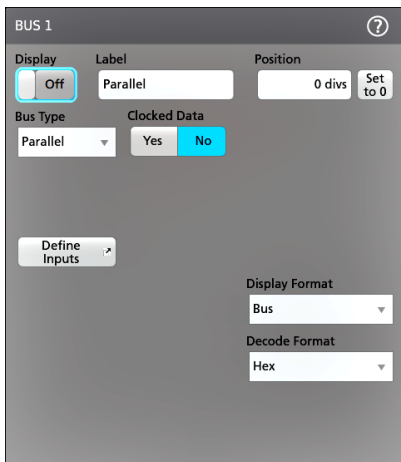 BUS 1 ?
Display Label Position
Off Parallel 0 divs Set
to 0
Bus Type Clocked Data
Parallel Yes No
Define
Inputs
Display Format
Bus
Decode Format
Hex